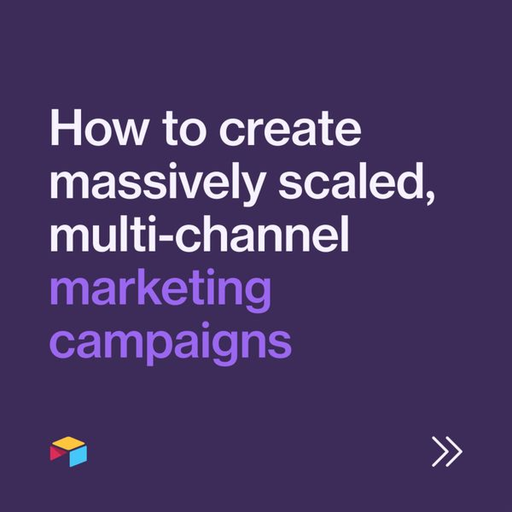 How to create
massively scaled,
multi-channel
marketing
campaigns